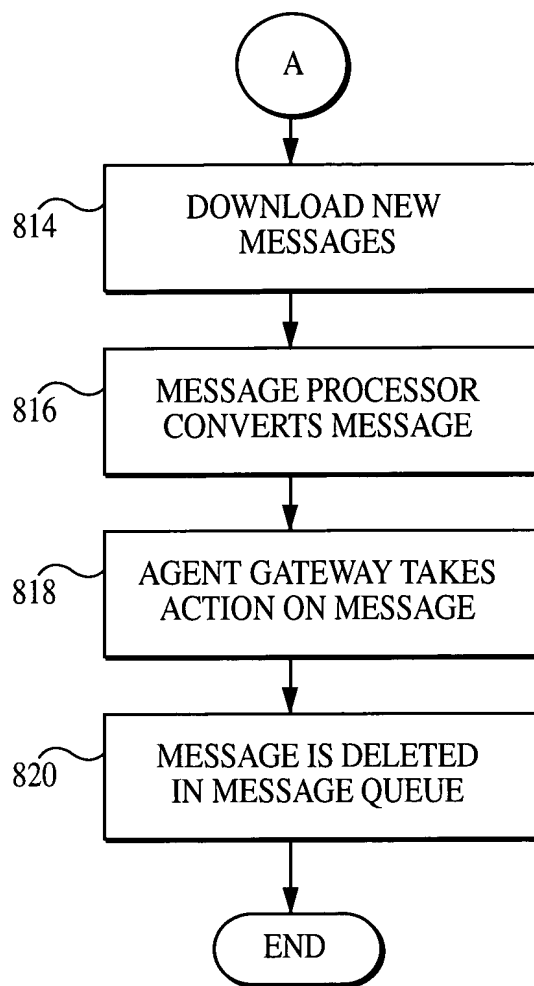 A
814
DOWNLOAD NEW
MESSAGES
816
MESSAGE PROCESSOR
CONVERTS MESSAGE
818
AGENT GATEWAY TAKES
ACTION ON MESSAGE
820
MESSAGE IS DELETED
IN MESSAGE QUEUE
END